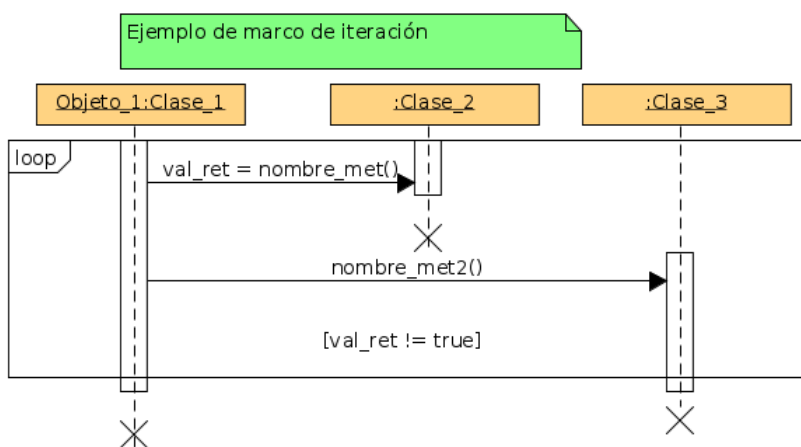 Ejemplo de marco de iteración
Objeto_1:Clase_1
:Clase_2
:Clase_3
loop
val_ret = nombre_met()
nombre_met2()
[val_ret != true]